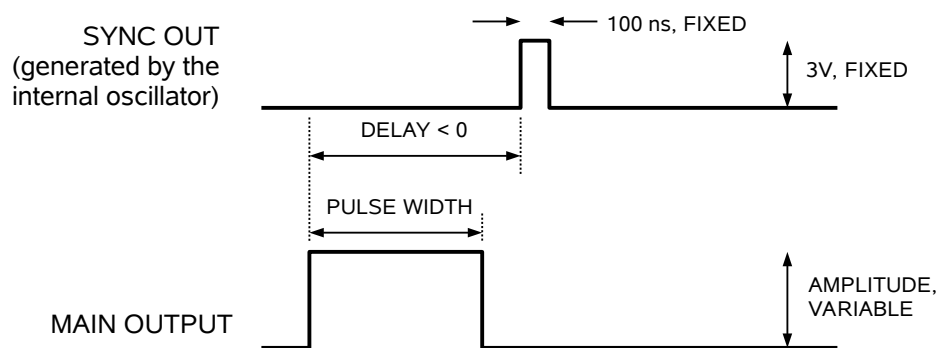 SYNC OUT
(generated by the
internal oscillator)
100 ns, FIXED
3V, FIXED
DELAY < 0
PULSE WIDTH
AMPLITUDE,
VARIABLE
MAIN OUTPUT